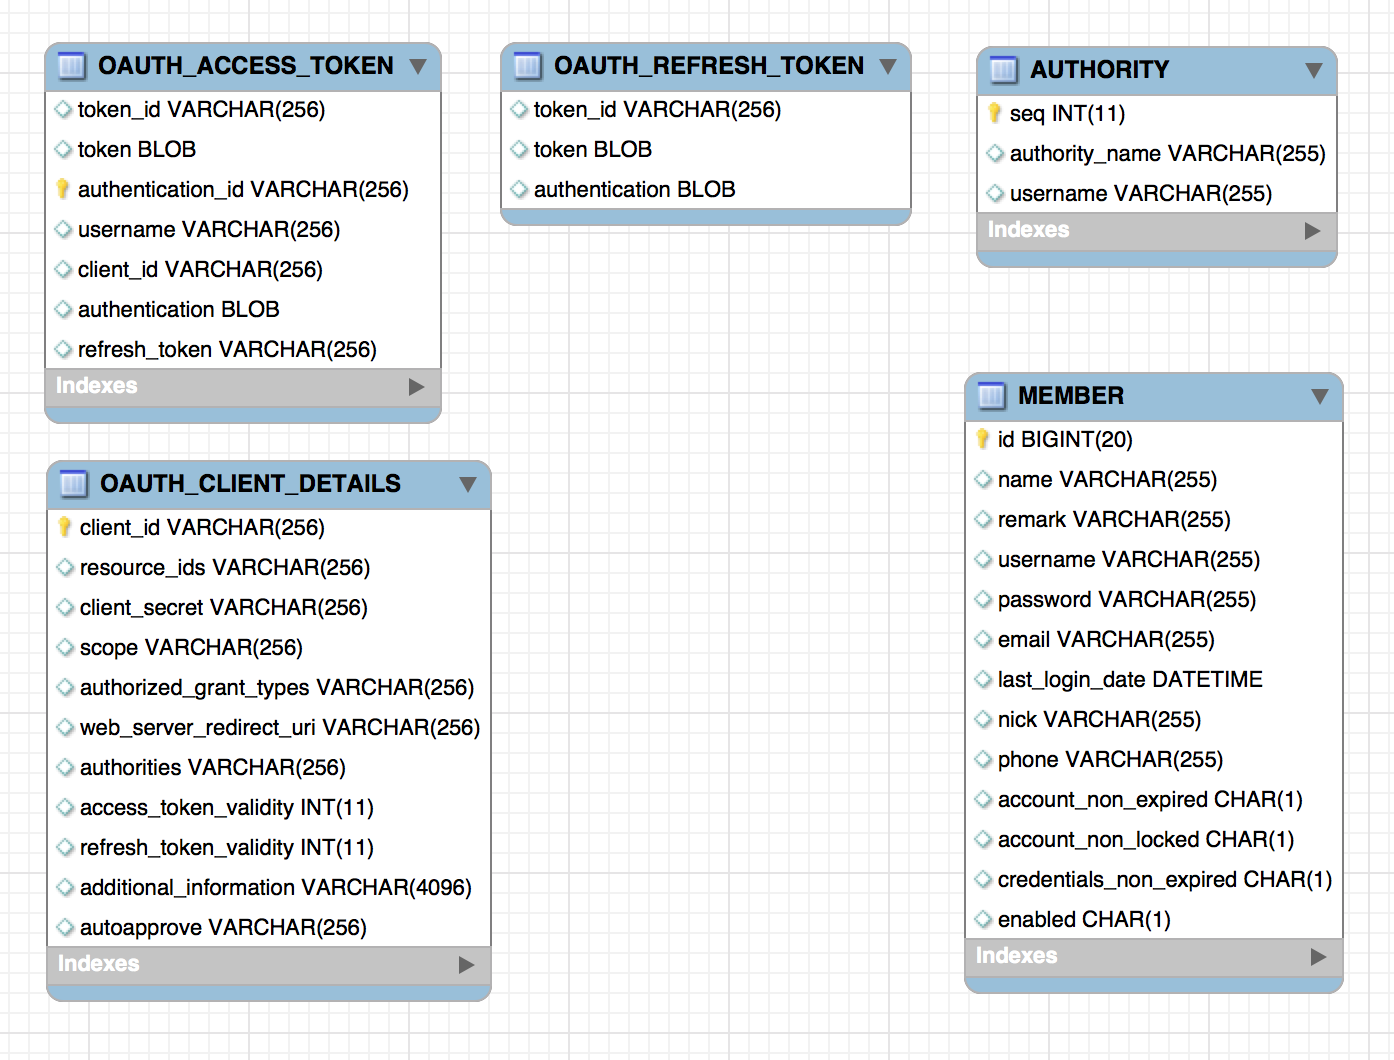 OAUTH_ACCESS_TOKEN
token_id VARCHAR(256)
token BLOB
authentication_id VARCHAR(256)
username VARCHAR(256)
client_id VARCHAR(256)
authentication BLOB
refresh_token VARCHAR(256)
Indexes
OAUTH_REFRESH_TOKEN
token_id VARCHAR(256)
token BLOB
authentication BLOB
AUTHORITY
seq INT(11)
authority_name VARCHAR(255)
username VARCHAR(255)
Indexes
OAUTH_CLIENT_DETAILS
client_id VARCHAR(256)
resource_ids VARCHAR(256)
client_secret VARCHAR(256)
scope VARCHAR(256)
authorized_grant_types VARCHAR(256)
web_server_redirect_uri VARCHAR(256)
authorities VARCHAR(256)
access_token_validity INT(11)
refresh_token_validity INT(11)
additional_information VARCHAR(4096)
autoapprove VARCHAR(256)
Indexes
MEMBER
id BIGINT(20)
name VARCHAR(255)
remark VARCHAR(255)
username VARCHAR(255)
password VARCHAR(255)
email VARCHAR(255)
last_login_date DATETIME
nick VARCHAR(255)
phone VARCHAR(255)
account_non_expired CHAR(1)
account_non_locked CHAR(1)
credentials_non_expired CHAR(1)
enabled CHAR(1)
Indexes